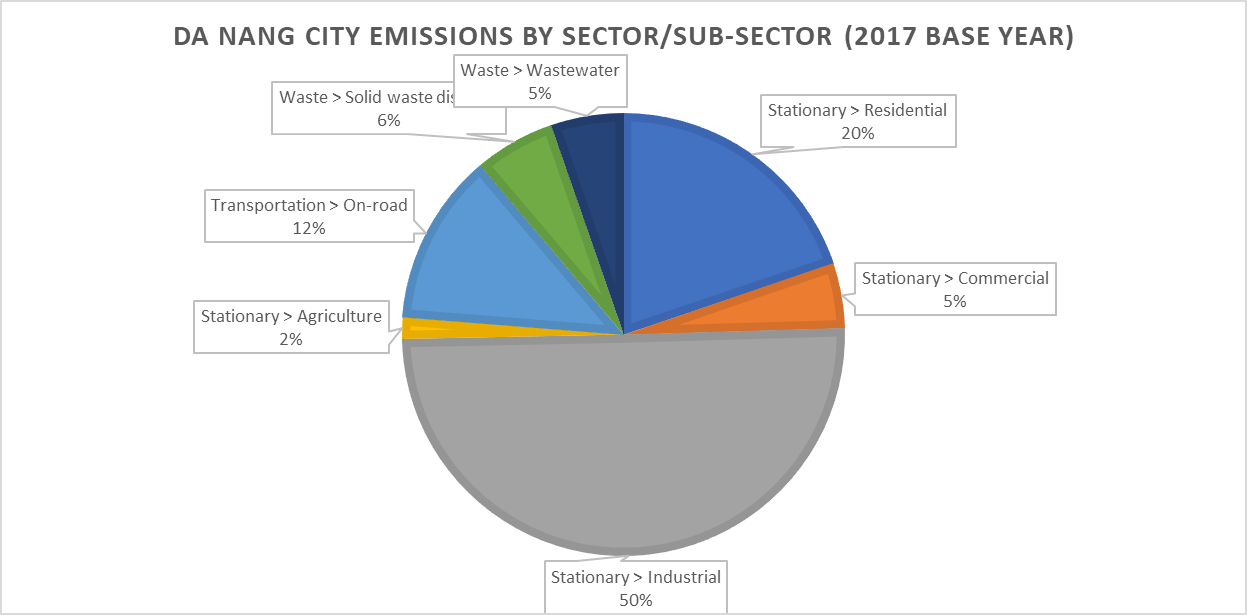 DA NANG CITY EMISSIONS BY SECTOR/SUB-SECTOR (2017 BASE YEAR)
Waste > Wastewater
5%
Waste > Solid waste
6%
Stationary > Residential
20%
Transportation > On-road
12%
Stationary > Commercial
5%
Stationary > Agriculture
2%
Stationary > Industrial
50%